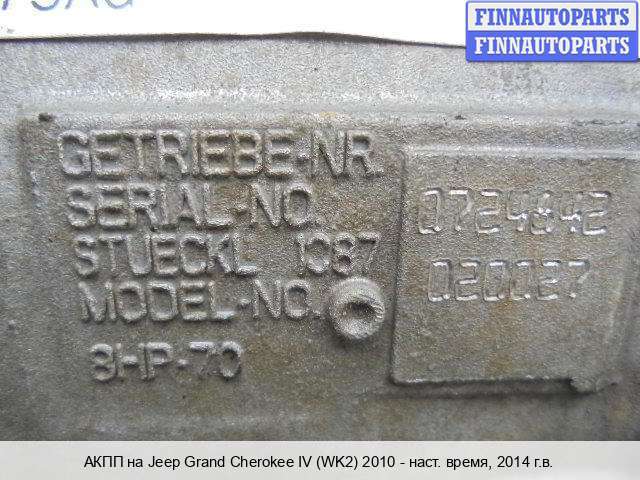 FINNAUTOPARTS
FINNAUTOPARTS
GETRIEBE-NR.
SERIAL-NO.
STUECKL 1087
MODEL-NO.
8HP-70
0724642
020027
АКПП на Jeep Grand Cherokee IV (WK2) 2010 - наст. время, 2014 г.в.